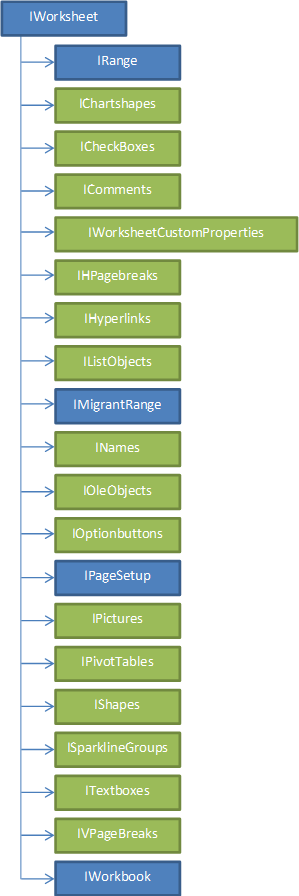 IWorksheet
IRange
IChartshapes
ICheckBoxes
IComments
IWorksheetCustomProperties
IHPagebreaks
IHyperlinks
IListObjects
IMigrantRange
INames
IOleObjects
IOptionbuttons
IPageSetup
IPictures
IPivotTables
IShapes
ISparklineGroups
ITextboxes
IVPageBreaks
IWorkbook